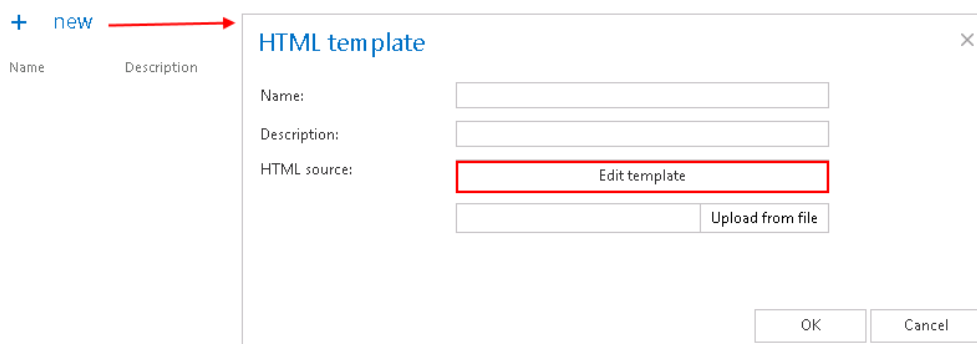 + new
HTML template
Name Description
Name:
Description:
HTML source:
Edit template
Upload from file
OK Cancel